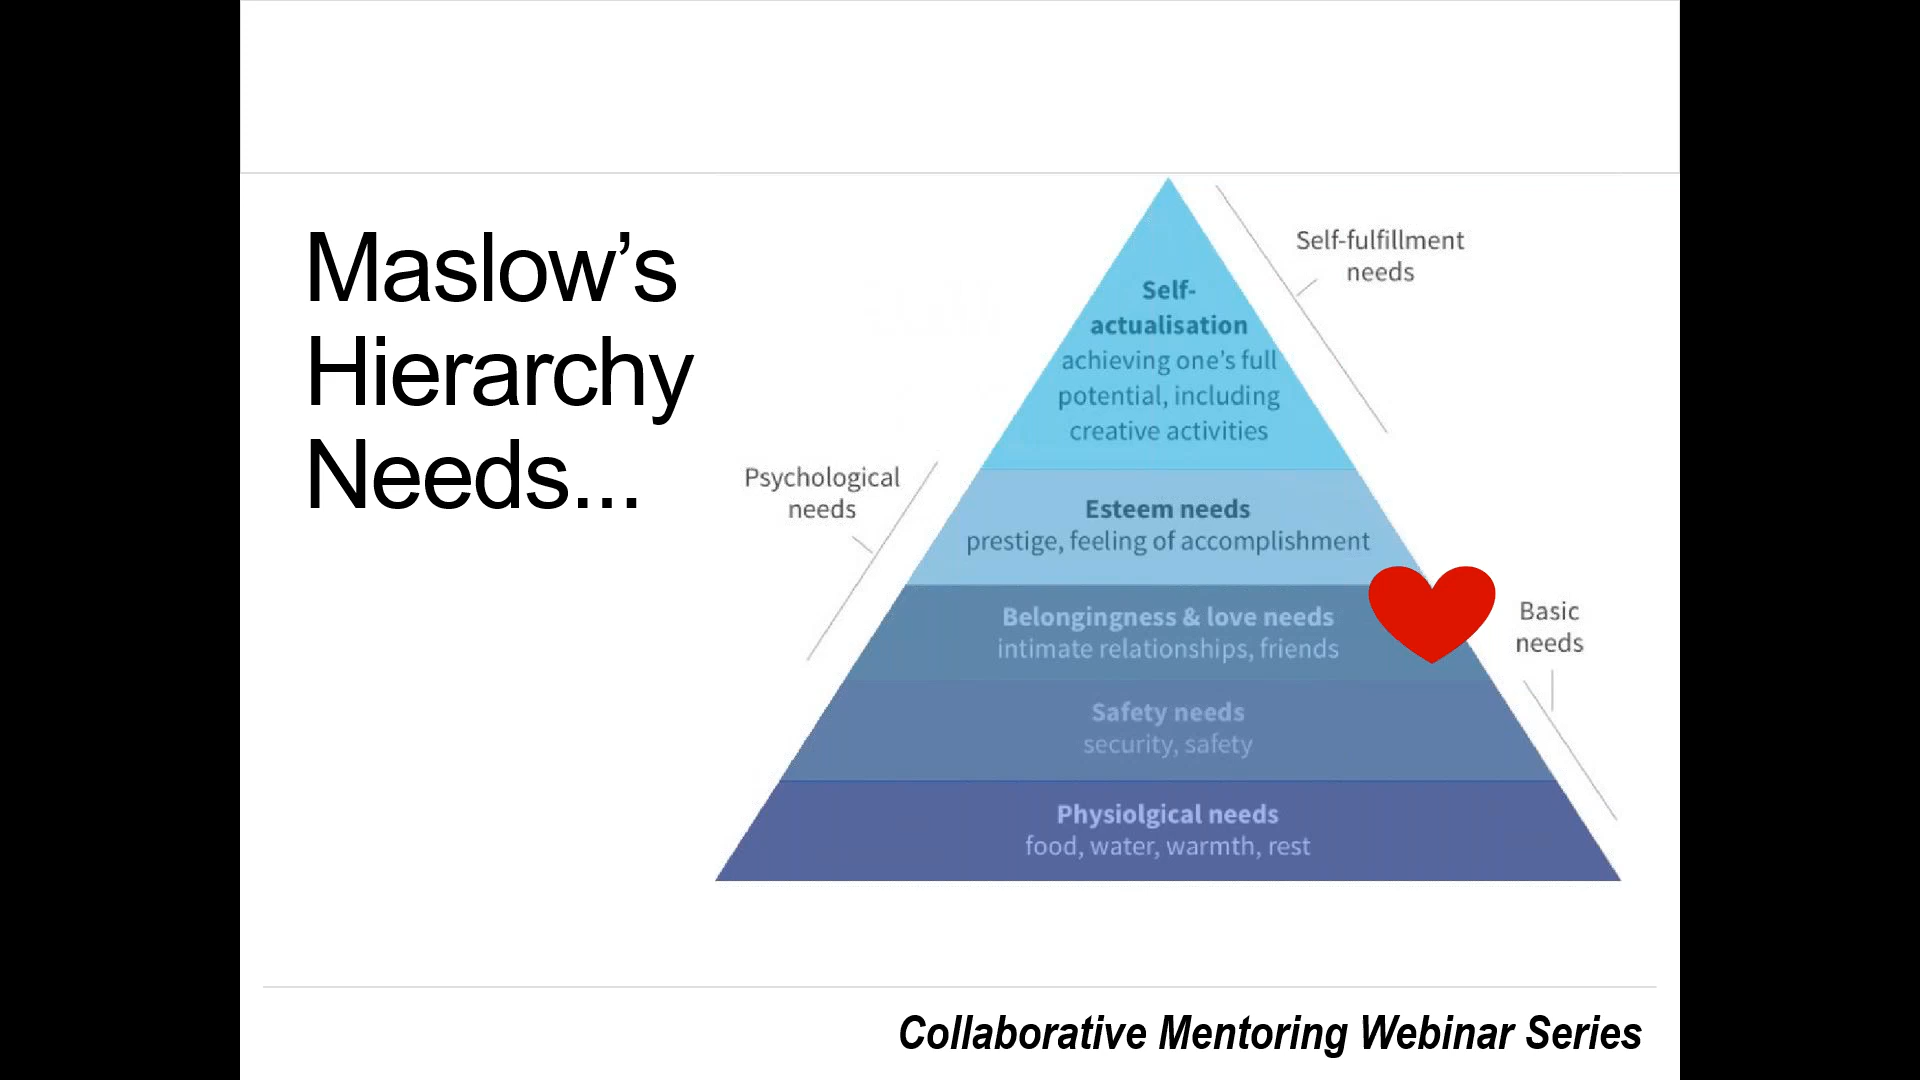 Maslow’s
Hierarchy
Needs...
Self-fulfillment
needs
Self-
actualisation
achieving one’s full
potential, including
creative activities
Psychological
needs
Esteem needs
prestige, feeling of accomplishment
Belongingness & love needs
intimate relationships, friends
Basic
needs
Safety needs
security, safety
Physiolgical needs
food, water, warmth, rest
Collaborative Mentoring Webinar Series